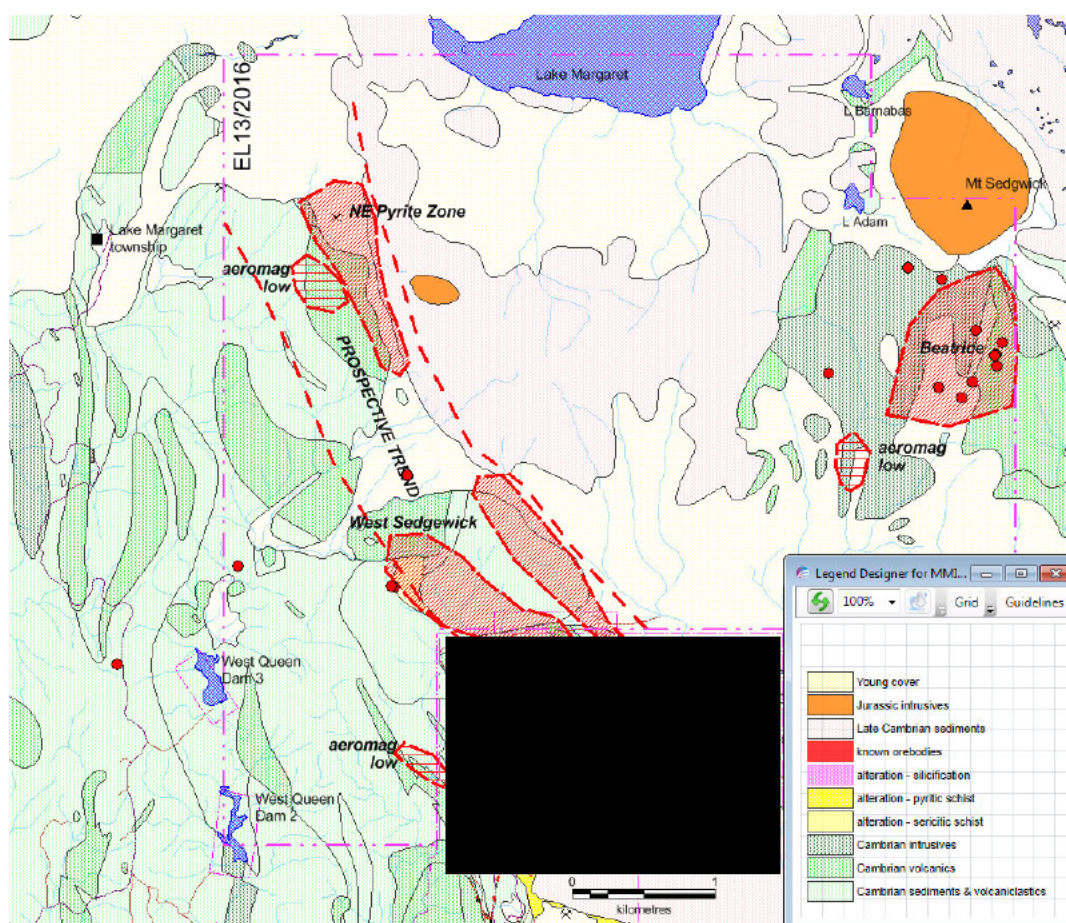 Lake Margaret
EL13/2016
L Barnabas
Mt Sedgwick
NE Pyrite Zone
L Adam
Lake Margaret
township
aeromag
low
Beatrice
PROSPECTIVE TREND
aeromag
low
West Sedgewick
West Queen
Dam 3
aeromag
low
West Queen
Dam 2
0 1
kilometres
Legend Designer for MMI...
100% Grid Guidelines
Young cover
Jurassic intrusives
Late Cambrian sediments
known orebodies
alteration - silicification
alteration - pyritic schist
alteration - sericitic schist
Cambrian intrusives
Cambrian volcanics
Cambrian sediments & volcaniclastics